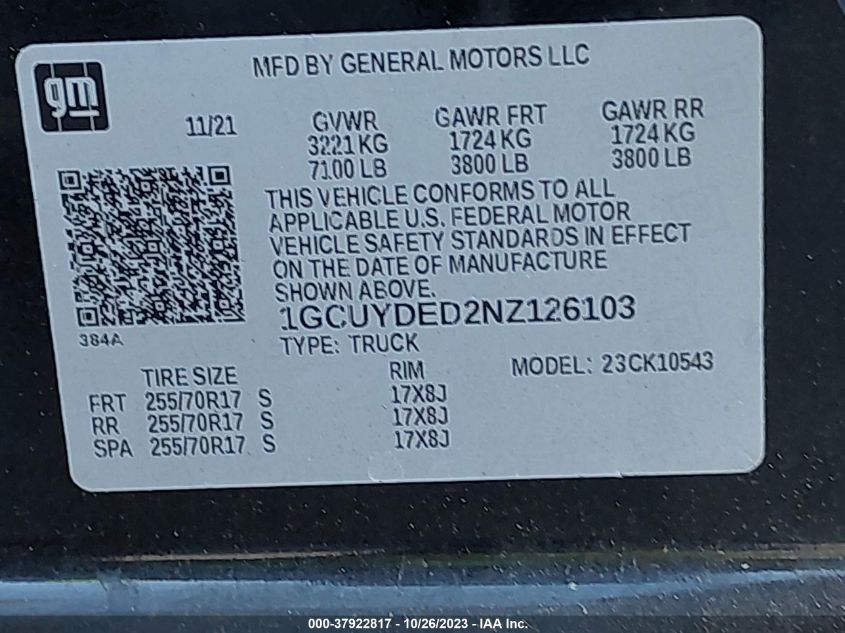 gm
MFD BY GENERAL MOTORS LLC
11/21 GVWR GAWR FRT GAWR RR
3221 KG 1724 KG 1724 KG
7100 LB 3800 LB 3800 LB
THIS VEHICLE CONFORMS TO ALL
APPLICABLE U.S. FEDERAL MOTOR
VEHICLE SAFETY STANDARDS IN EFFECT
ON THE DATE OF MANUFACTURE
SHOWN ABOVE.
1GCUYDED2NZ126103
384A
TYPE: TRUCK
TIRE SIZE RIM MODEL: 23CK10543
FRT 255/70R17 S 17X8J
RR 255/70R17 S 17X8J
SPA 255/70R17 S 17X8J
000-37922817 - 10/26/2023 - IAA Inc.